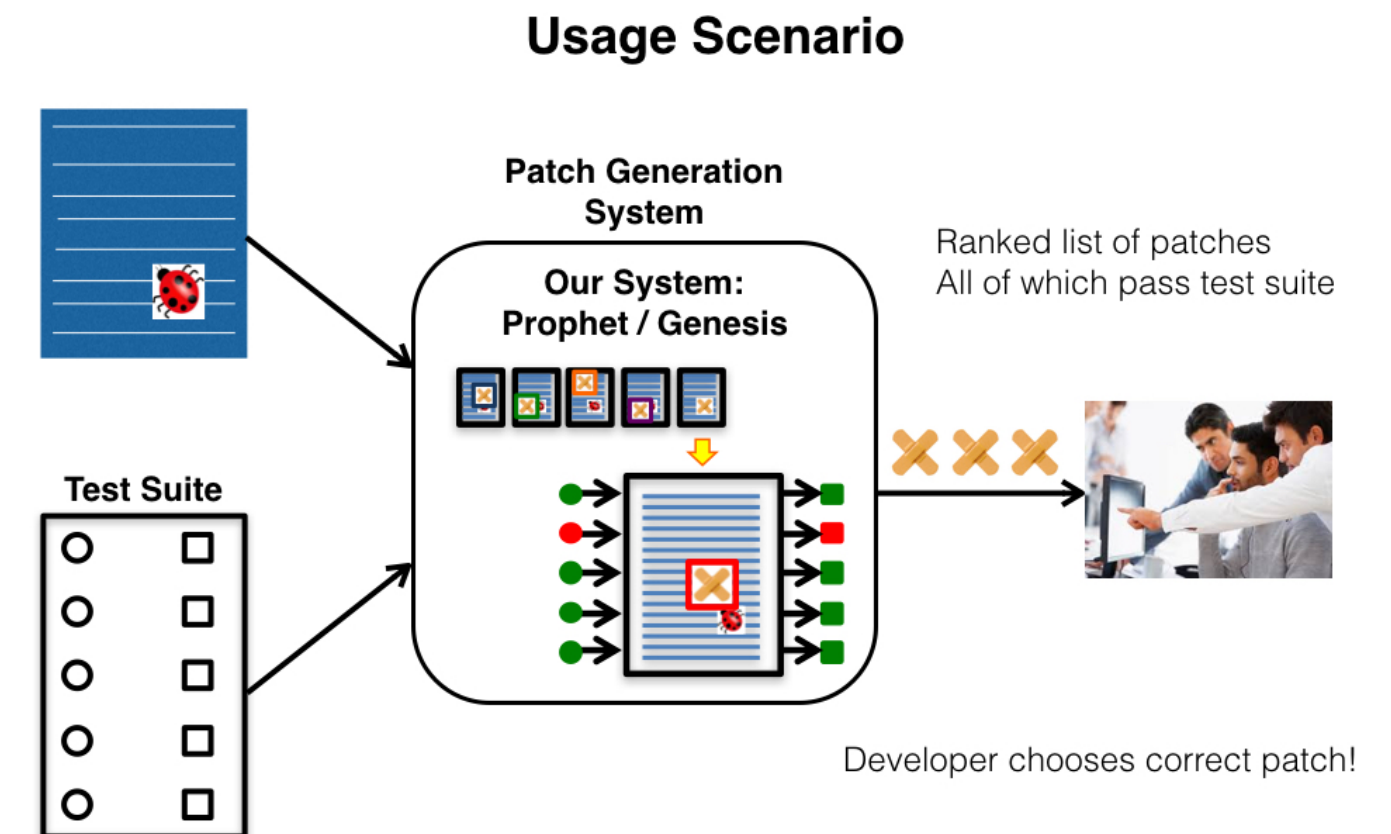 Usage Scenario
Patch Generation
System
Our System:
Prophet / Genesis
Ranked list of patches
All of which pass test suite
Test Suite
Developer chooses correct patch!